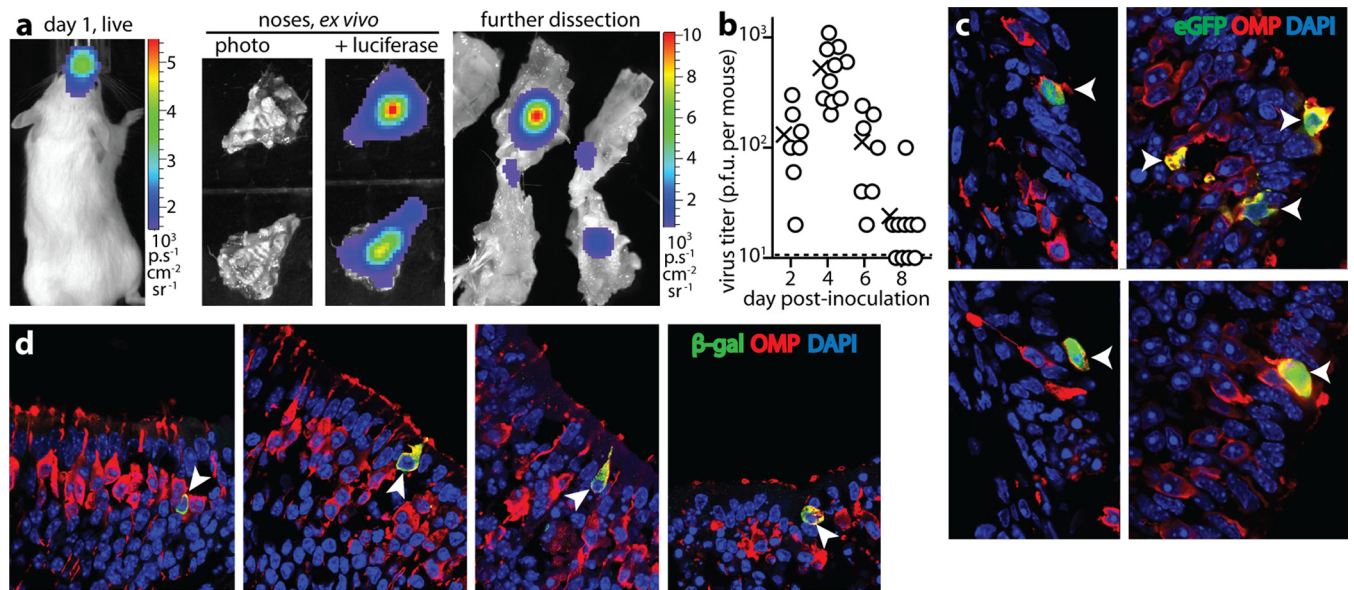 a
day 1, live
noses, ex vivo
photo
+ luciferase
further dissection
5
4
3
2
10³
p.s⁻¹
cm⁻²
sr⁻¹
10
8
6
4
2
10³
p.s⁻¹
cm⁻²
sr⁻¹
b
virus titer (p.f.u. per mouse)
10³
10²
10¹
2 4 6 8
day post-inoculation
c
eGFP OMP DAPI
d
β-gal OMP DAPI